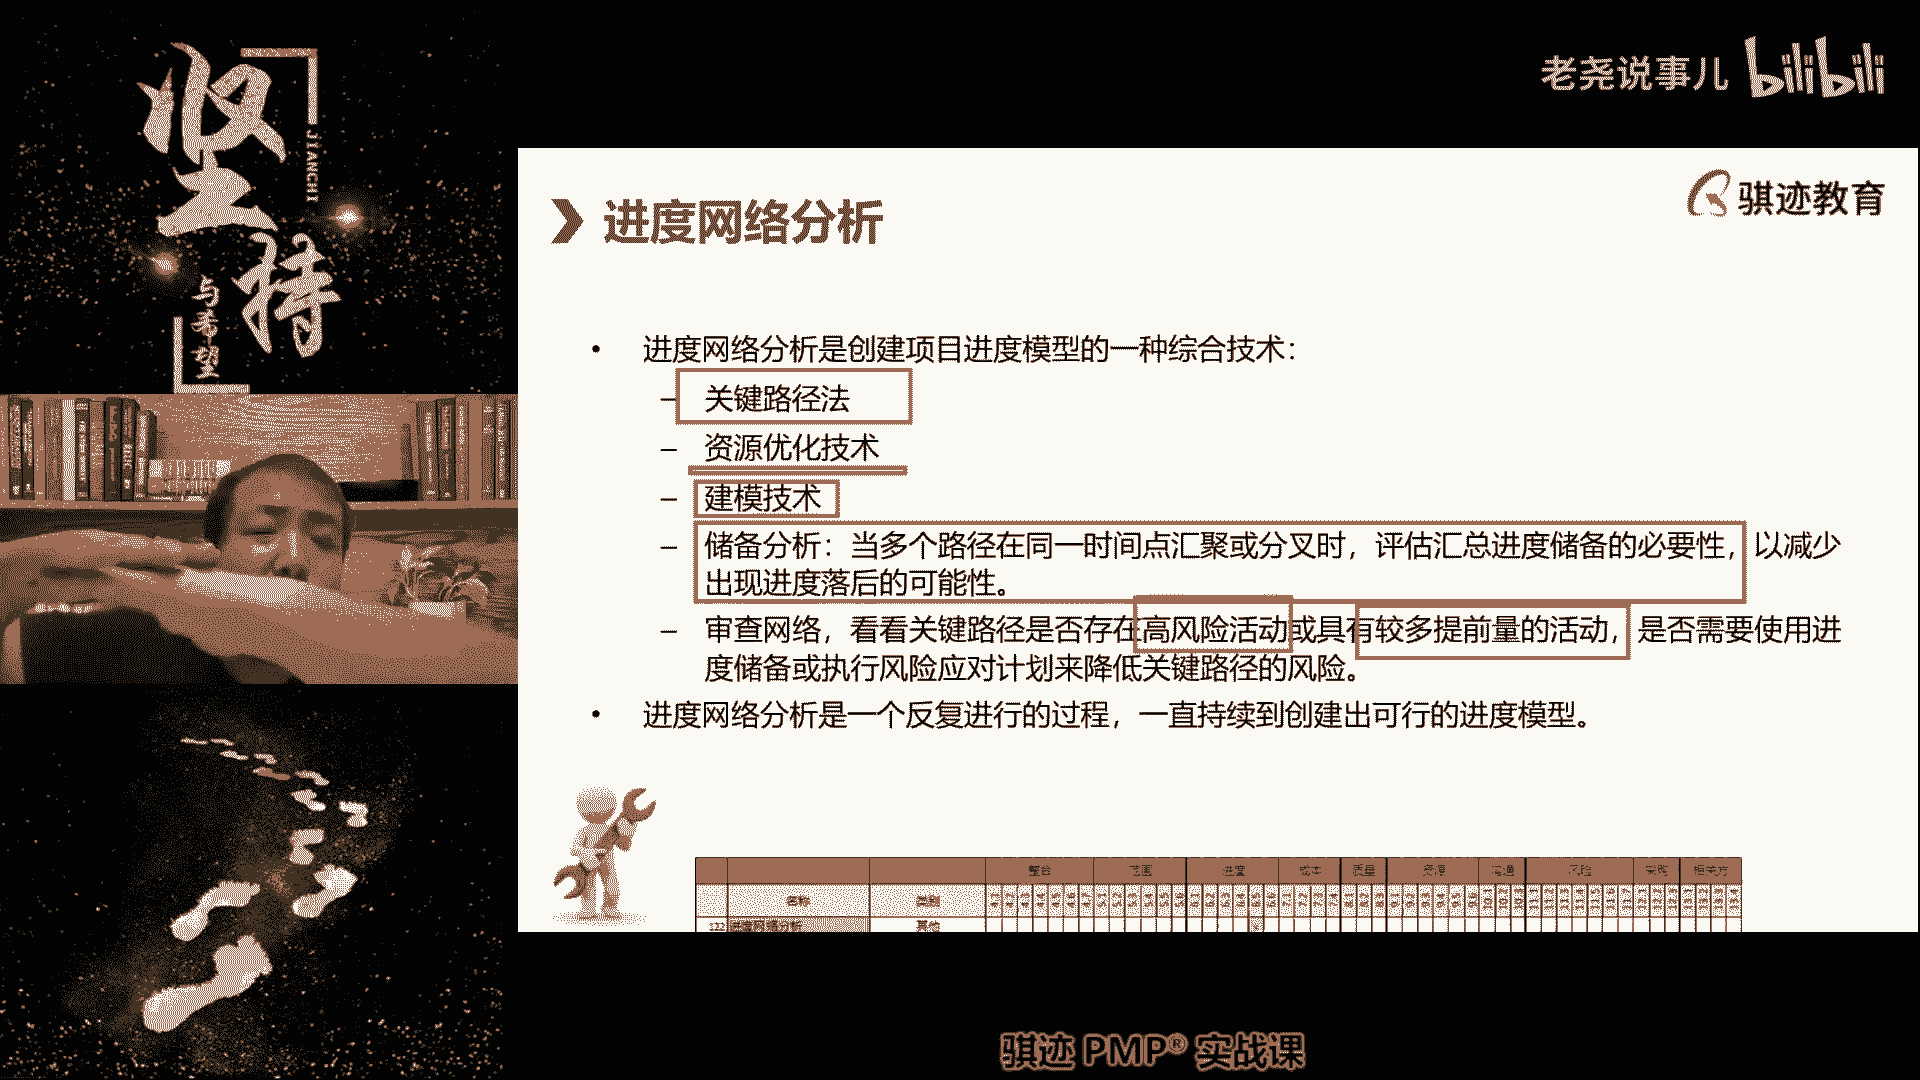 坚持
JIANCHI
与希望
老尧说事儿 bilibili
骐迹教育
进度网络分析
• 进度网络分析是创建项目进度模型的一种综合技术：
– 关键路径法
– 资源优化技术
– 建模技术
– 储备分析：当多个路径在同一时间点汇聚或分叉时，评估汇总进度储备的必要性，以减少
出现进度落后的可能性。
– 审查网络，看看关键路径是否存在高风险活动或具有较多提前量的活动，是否需要使用进
度储备或执行风险应对计划来降低关键路径的风险。
• 进度网络分析是一个反复进行的过程，一直持续到创建出可行的进度模型。
整合 范围 进度 成本 质量 资源 沟通 风险 采购 相关方
名称 类别
122 进度网络分析 其他
骐迹 PMP® 实战课